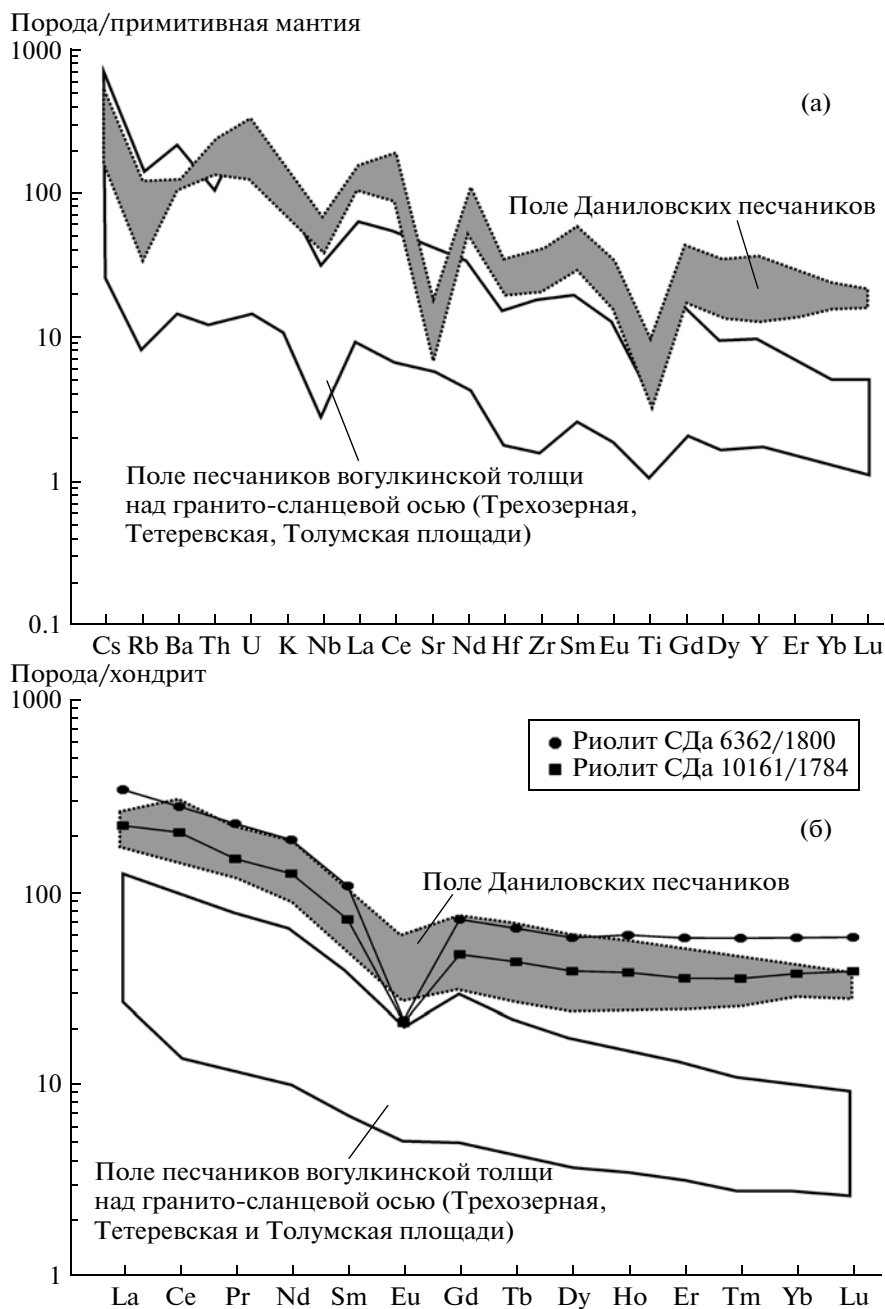 Порода/примитивная мантия
1000
(а)
100
Поле Даниловских песчаников
10
Поле песчаников вогулкинской толщи
над гранито-сланцевой осью (Трехозерная,
Тетеревская, Толумская площади)
1
0.1
Cs Rb Ba Th U K Nb La Ce Sr Nd Hf Zr Sm Eu Ti Gd Dy Y Er Yb Lu
Порода/хондрит
1000
Риолит СДа 6362/1800
Риолит СДа 10161/1784
(б)
Поле Даниловских песчаников
100
10
Поле песчаников вогулкинской толщи
над гранито-сланцевой осью (Трехозерная,
Тетеревская и Толумская площади)
1
La Ce Pr Nd Sm Eu Gd Tb Dy Ho Er Tm Yb Lu